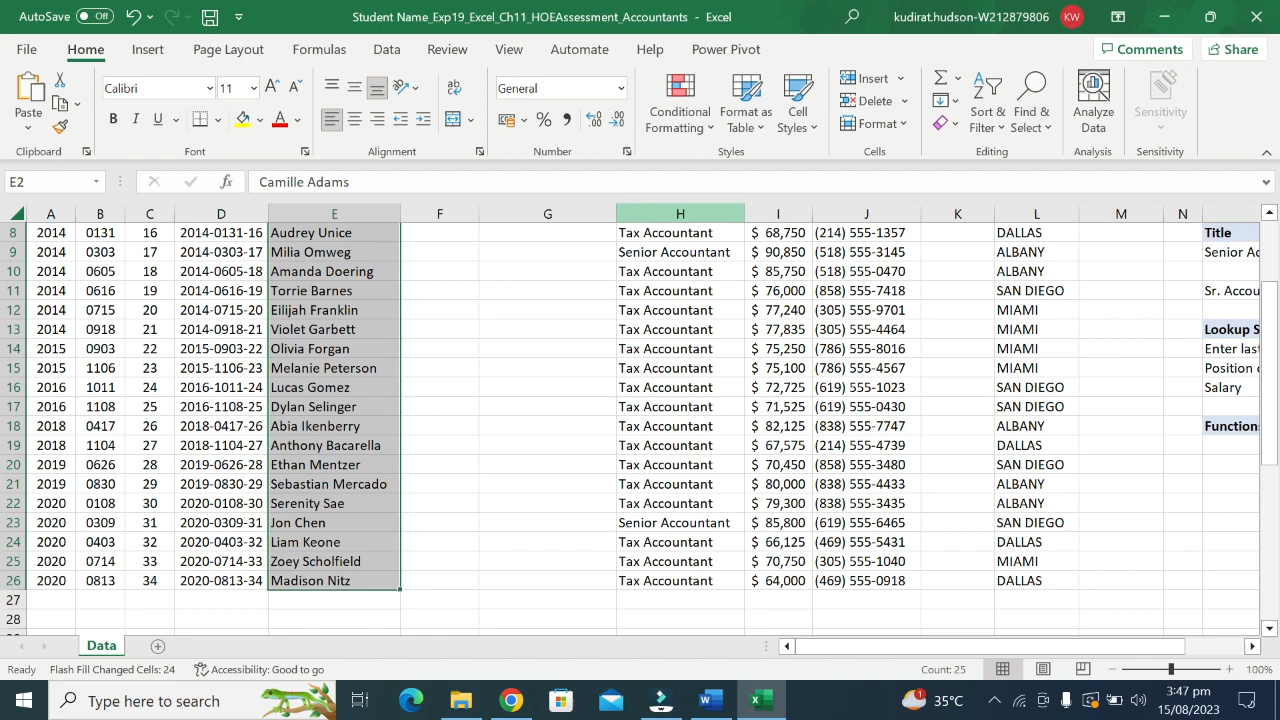 AutoSave Off Student Name_Exp19_Excel_Ch11_HOEAssessment_Accountants - Excel kudirat.hudson-W212879806 KW
File Home Insert Page Layout Formulas Data Review View Automate Help Power Pivot Comments Share
Calibri 11 General Insert
Paste Conditional Format as Cell Delete Sort & Find & Analyze Sensitivity
Formatting Table Styles Format Filter Select Data
Clipboard Font Alignment Number Styles Cells Editing Analysis Sensitivity
E2 fx Camille Adams
A B C D E F G H I J K L M N
8 2014 0131 16 2014-0131-16 Audrey Unice Tax Accountant $ 68,750 (214) 555-1357 DALLAS Title
9 2014 0303 17 2014-0303-17 Milia Omweg Senior Accountant $ 90,850 (518) 555-3145 ALBANY Senior Ac
10 2014 0605 18 2014-0605-18 Amanda Doering Tax Accountant $ 85,750 (518) 555-0470 ALBANY
11 2014 0616 19 2014-0616-19 Torrie Barnes Tax Accountant $ 76,000 (858) 555-7418 SAN DIEGO Sr. Accou
12 2014 0715 20 2014-0715-20 Eilijah Franklin Tax Accountant $ 77,240 (305) 555-9701 MIAMI
13 2014 0918 21 2014-0918-21 Violet Garbett Tax Accountant $ 77,835 (305) 555-4464 MIAMI Lookup S
14 2015 0903 22 2015-0903-22 Olivia Forgan Tax Accountant $ 75,250 (786) 555-8016 MIAMI Enter las
15 2015 1106 23 2015-1106-23 Melanie Peterson Tax Accountant $ 75,100 (786) 555-4567 MIAMI Position
16 2016 1011 24 2016-1011-24 Lucas Gomez Tax Accountant $ 72,725 (619) 555-1023 SAN DIEGO Salary
17 2016 1108 25 2016-1108-25 Dylan Selinger Tax Accountant $ 71,525 (619) 555-0430 SAN DIEGO
18 2018 0417 26 2018-0417-26 Abia Ikenberry Tax Accountant $ 82,125 (838) 555-7747 ALBANY Function
19 2018 1104 27 2018-1104-27 Anthony Bacarella Tax Accountant $ 67,575 (214) 555-4739 DALLAS
20 2019 0626 28 2019-0626-28 Ethan Mentzer Tax Accountant $ 70,450 (858) 555-3480 SAN DIEGO
21 2019 0830 29 2019-0830-29 Sebastian Mercado Tax Accountant $ 80,000 (838) 555-4433 ALBANY
22 2020 0108 30 2020-0108-30 Serenity Sae Tax Accountant $ 79,300 (838) 555-3435 ALBANY
23 2020 0309 31 2020-0309-31 Jon Chen Senior Accountant $ 85,800 (619) 555-6465 SAN DIEGO
24 2020 0403 32 2020-0403-32 Liam Keone Tax Accountant $ 66,125 (469) 555-5431 DALLAS
25 2020 0714 33 2020-0714-33 Zoey Scholfield Tax Accountant $ 70,750 (305) 555-1040 MIAMI
26 2020 0813 34 2020-0813-34 Madison Nitz Tax Accountant $ 64,000 (469) 555-0918 DALLAS
27
28
Data
Ready Flash Fill Changed Cells: 24 Accessibility: Good to go Count: 25 100%
Type here to search 1 35°C 3:47 pm
15/08/2023